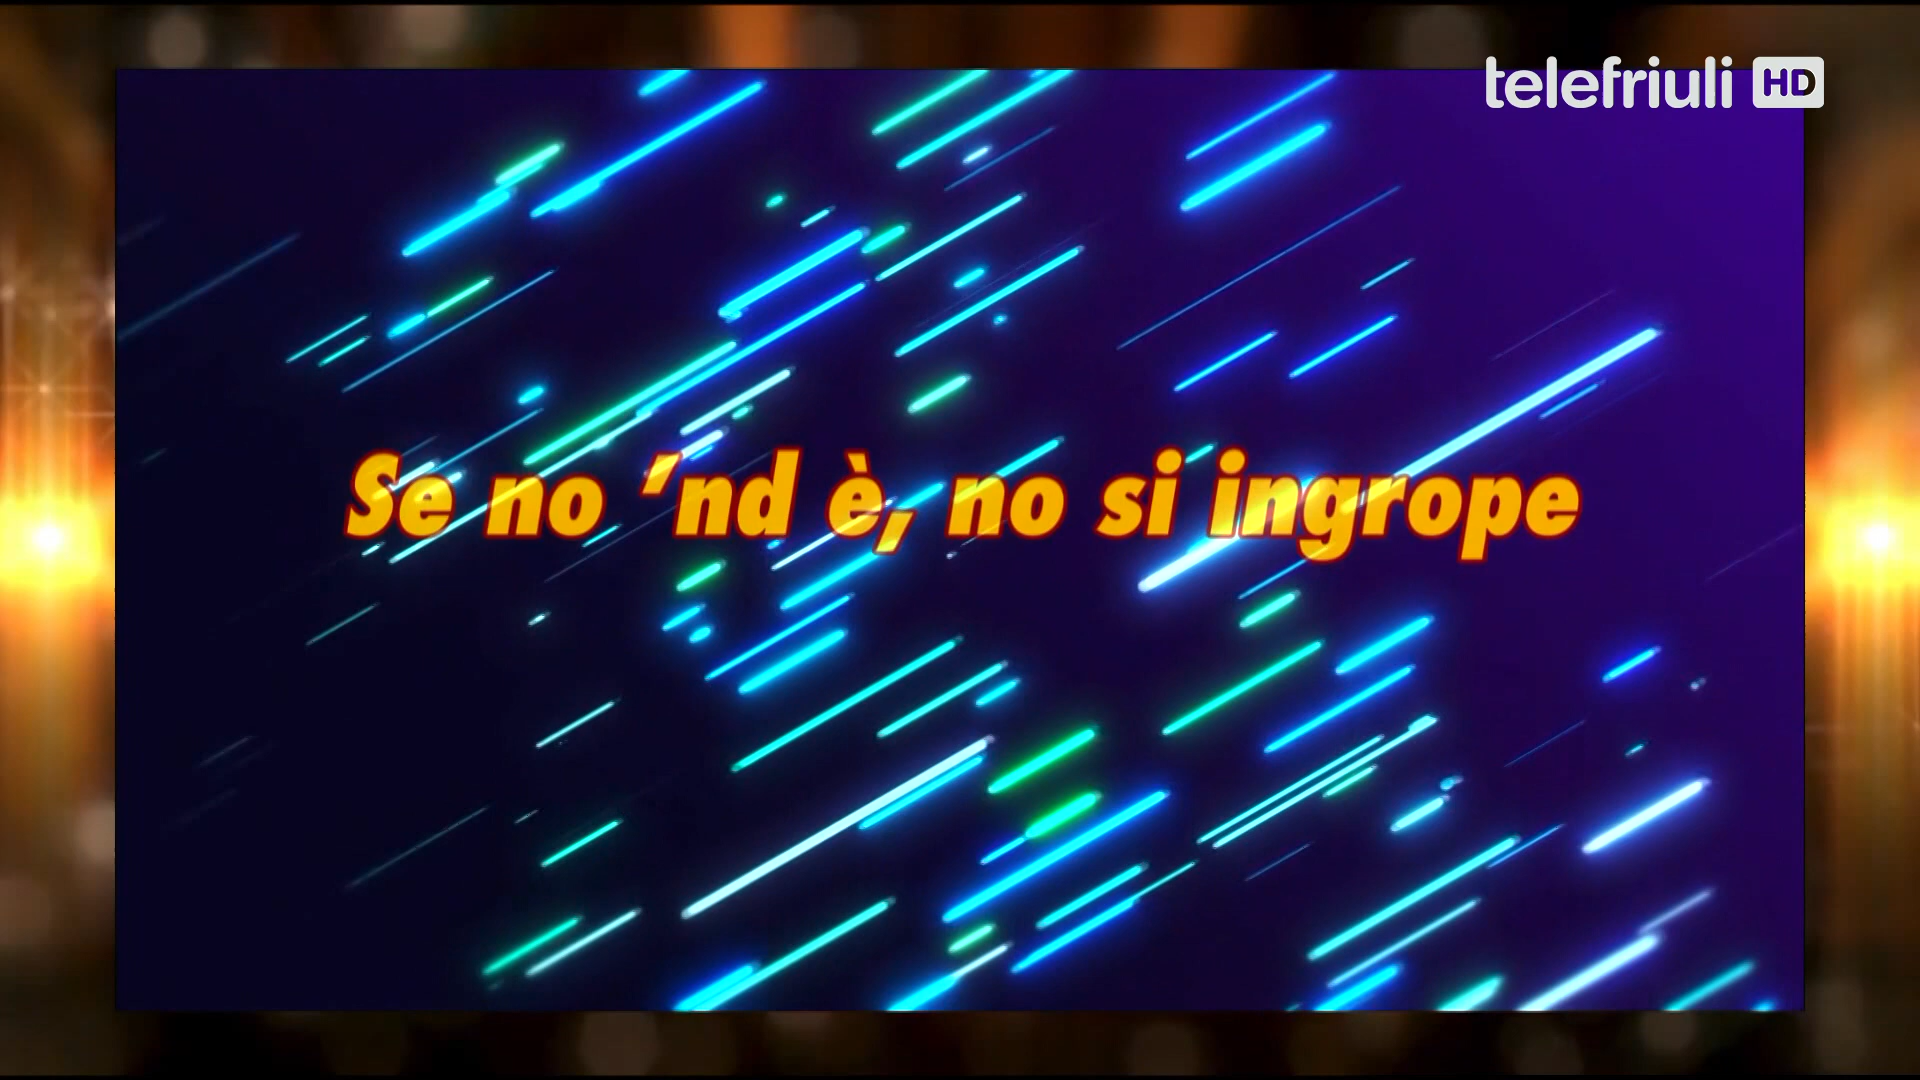 telefriuli HD
Se no ’nd è, no si ingrope